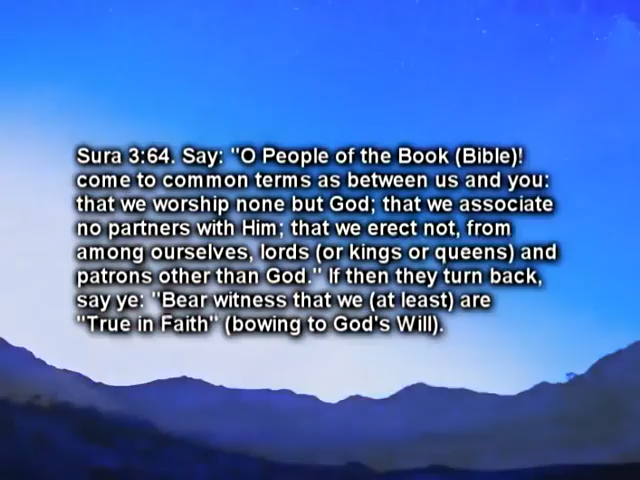 Sura 3:64. Say: "O People of the Book (Bible)!
come to common terms as between us and you:
that we worship none but God; that we associate
no partners with Him; that we erect not, from
among ourselves, lords (or kings or queens) and
patrons other than God." If then they turn back,
say ye: "Bear witness that we (at least) are
"True in Faith" (bowing to God's Will).